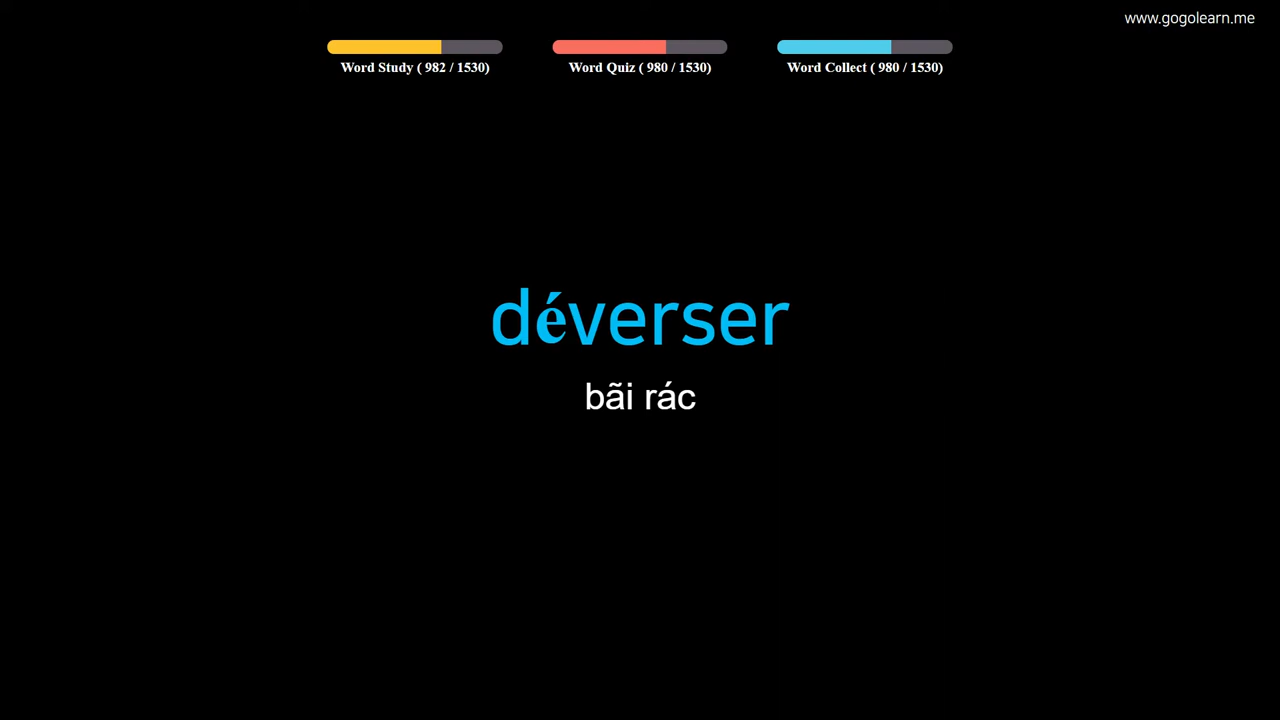 www.gogolearn.me
Word Study ( 982 / 1530)
Word Quiz ( 980 / 1530)
Word Collect ( 980 / 1530)
déverser
bãi rác